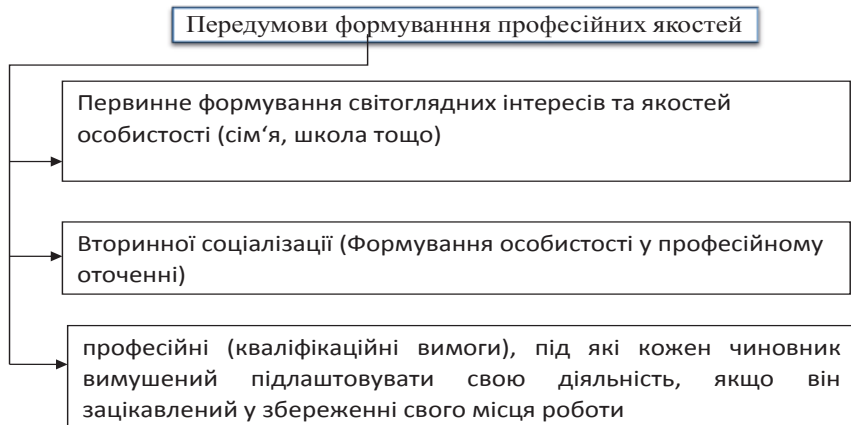 Передумови формуванння професійних якостей
Первинне формування світоглядних інтересів та якостей
особистості (сім‘я, школа тощо)
Вторинної соціалізації (Формування особистості у професійному
оточенні)
професійні (кваліфікаційні вимоги), під які кожен чиновник
вимушений підлаштовувати свою діяльність, якщо він
зацікавлений у збереженні свого місця роботи